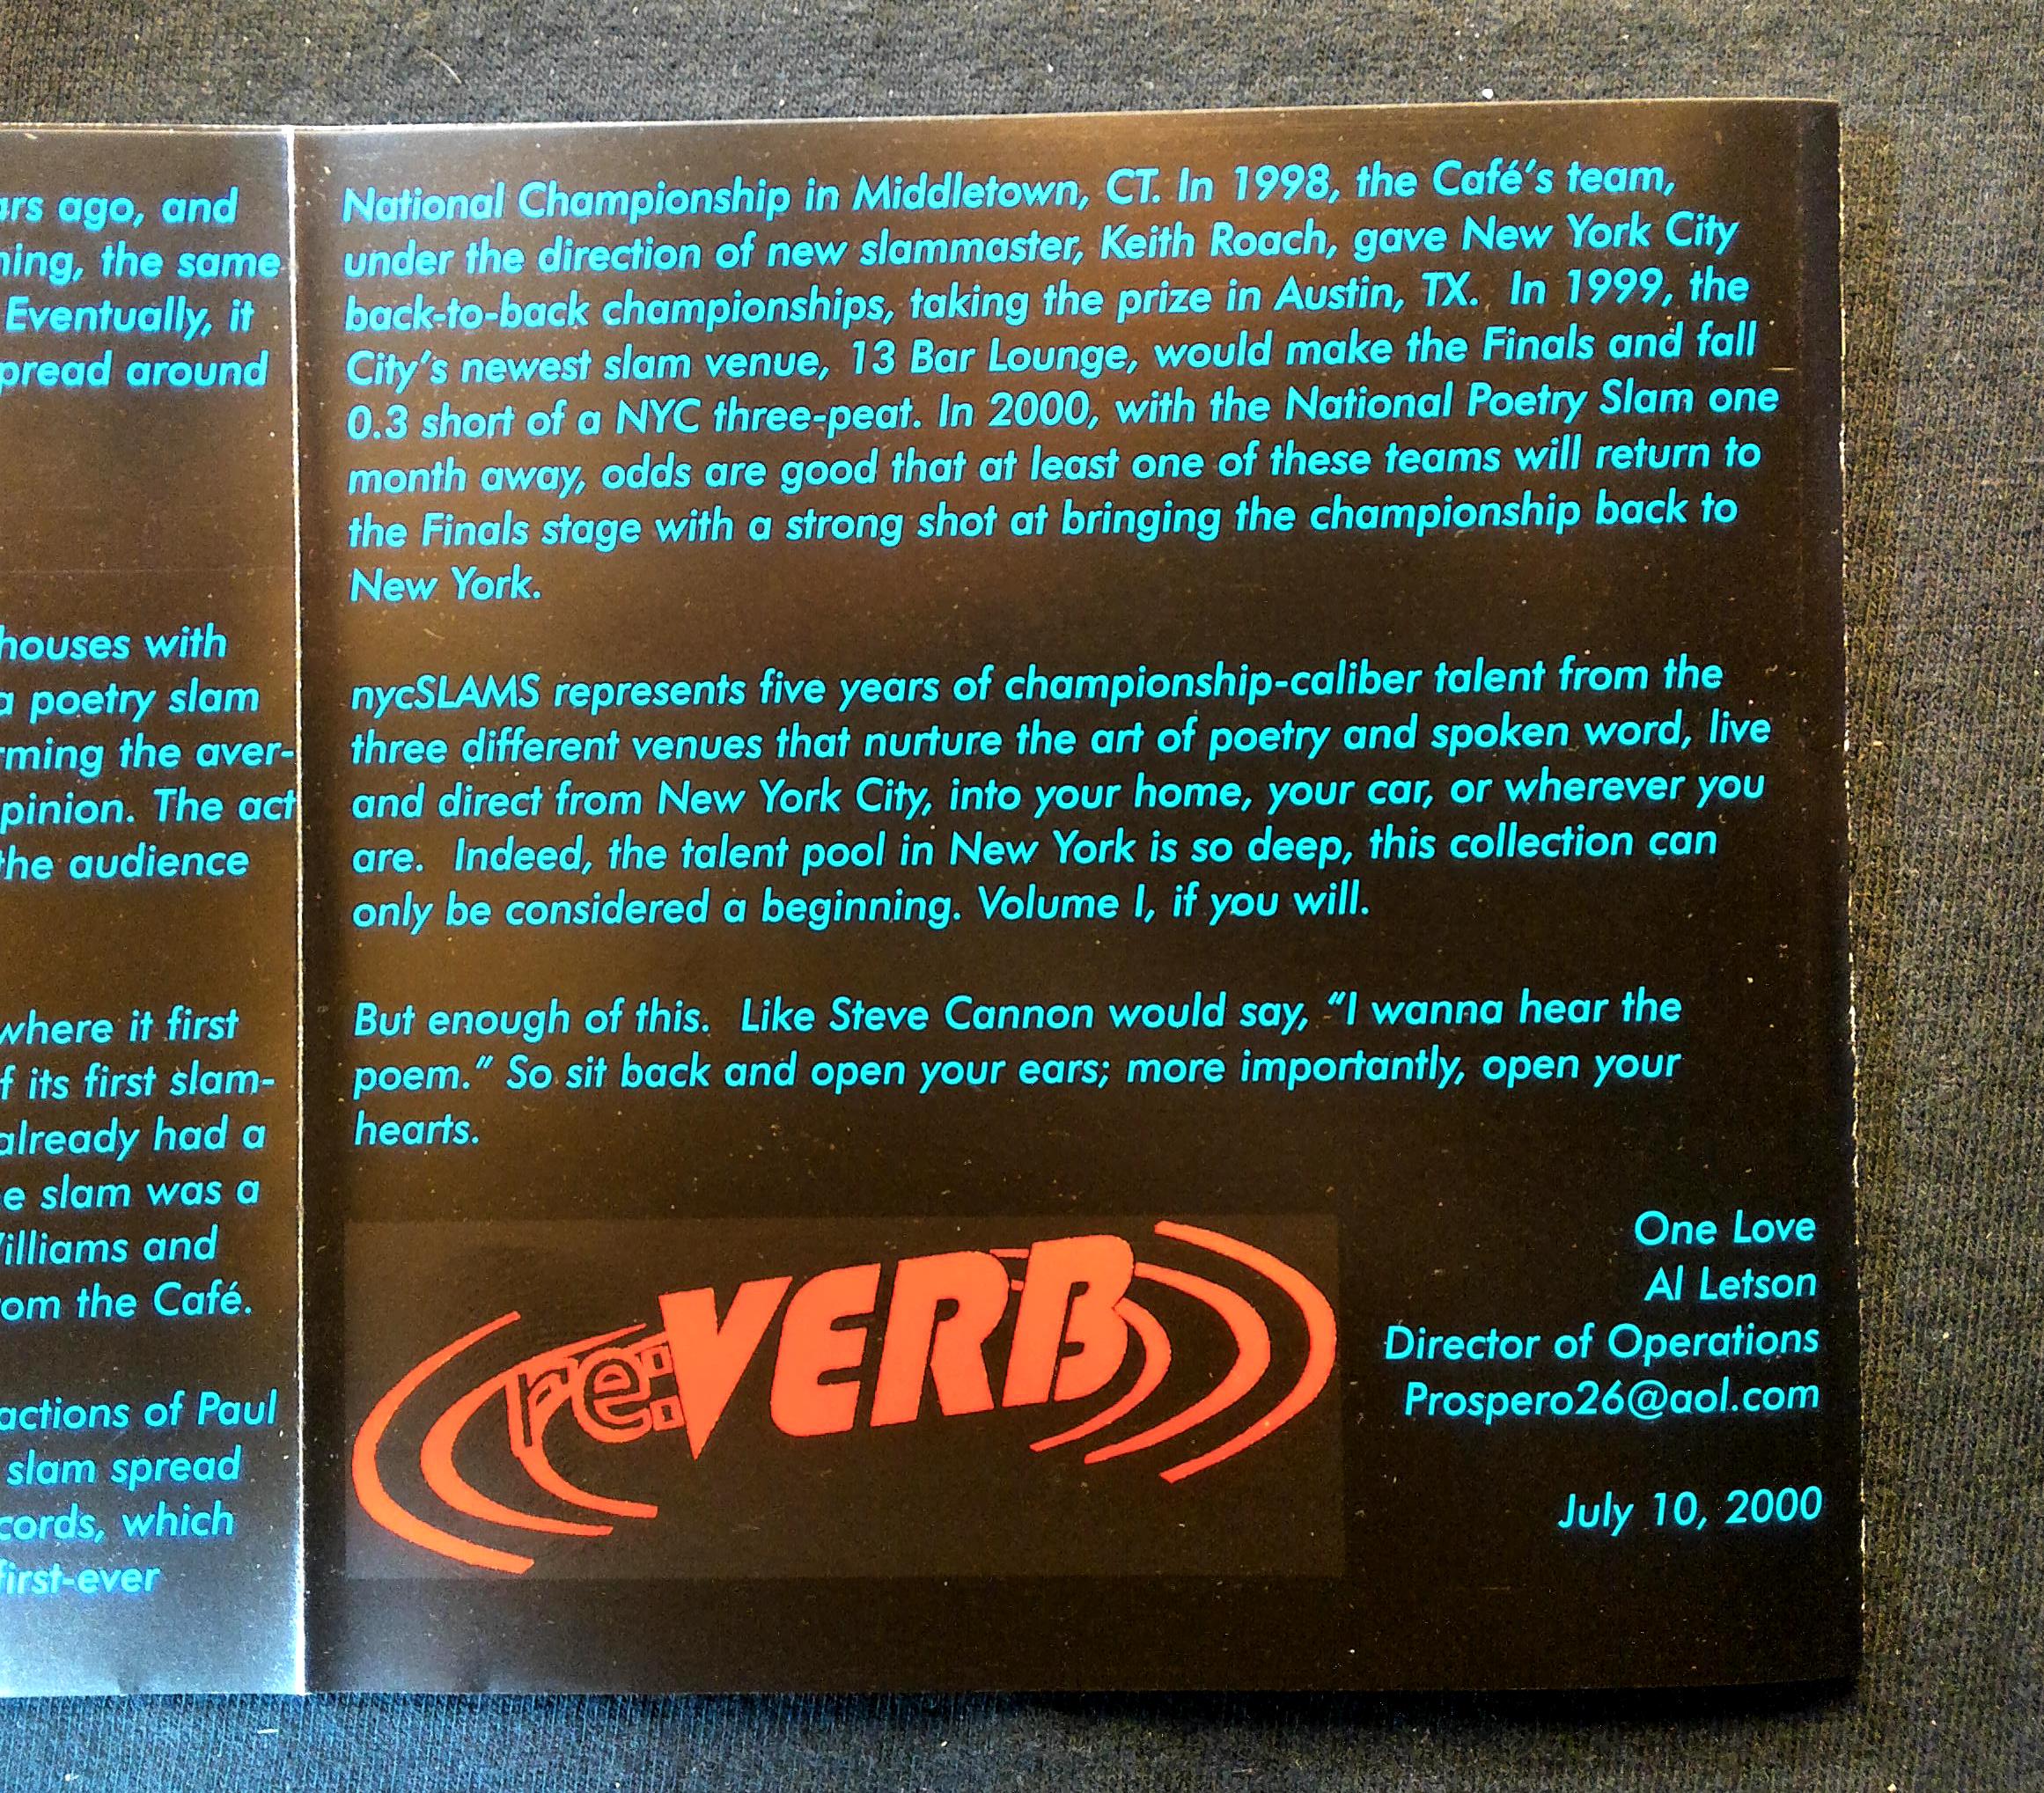 ago, and
the same
Eventually, it
around
houses with
poetry slam
the aver-
The act
the audience
where it first
its first slam-
already had a
slam was a
and
the Café.
of Paul
slam spread
which
first-ever
National Championship in Middletown, CT. In 1998, the Café's team,
under the direction of new slammaster, Keith Roach, gave New York City
back-to-back championships, taking the prize in Austin, TX. In 1999, the
City's newest slam venue, 13 Bar Lounge, would make the Finals and fall
0.3 short of a NYC three-peat. In 2000, with the National Poetry Slam one
month away, odds are good that at least one of these teams will return to
the Finals stage with a strong shot at bringing the championship back to
New York.
nycSLAMS represents five years of championship-caliber talent from the
three different venues that nurture the art of poetry and spoken word, live
and direct from New York City, into your home, your car, or wherever you
are. Indeed, the talent pool in New York is so deep, this collection can
only be considered a beginning. Volume I, if you will.
But enough of this. Like Steve Cannon would say, "I wanna hear the
poem." So sit back and open your ears; more importantly, open your
hearts.
re:VERB
One Love
Al Letson
Director of Operations
Prospero26@aol.com
July 10, 2000